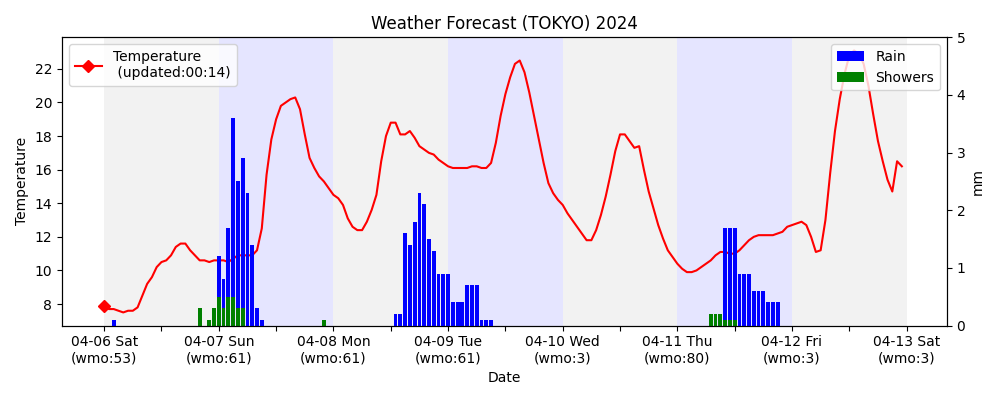 Weather Forecast (TOKYO) 2024
Temperature
(updated:00:14)
Rain
Showers
Temperature
22
20
18
16
14
12
10
8
5
4
3
2
1
0
mm
04-06 Sat
(wmo:53)
04-07 Sun
(wmo:61)
04-08 Mon
(wmo:61)
04-09 Tue
(wmo:61)
04-10 Wed
(wmo:3)
04-11 Thu
(wmo:80)
04-12 Fri
(wmo:3)
04-13 Sat
(wmo:3)
Date